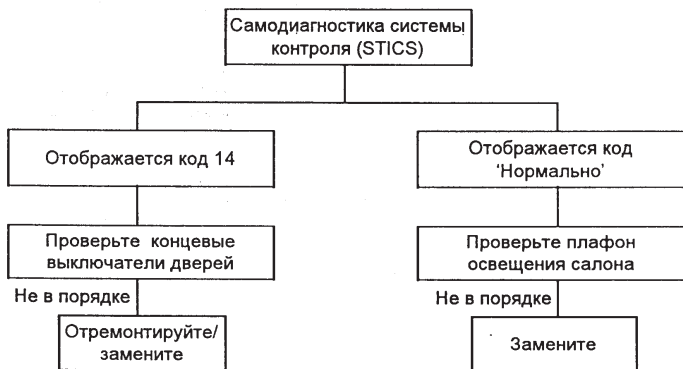 Самодиагностика системы
контроля (STICS)
Отображается код 14
Отображается код
‘Нормально’
Проверьте концевые
выключатели дверей
Проверьте плафон
освещения салона
Не в порядке
Не в порядке
Отремонтируйте/
замените
Замените